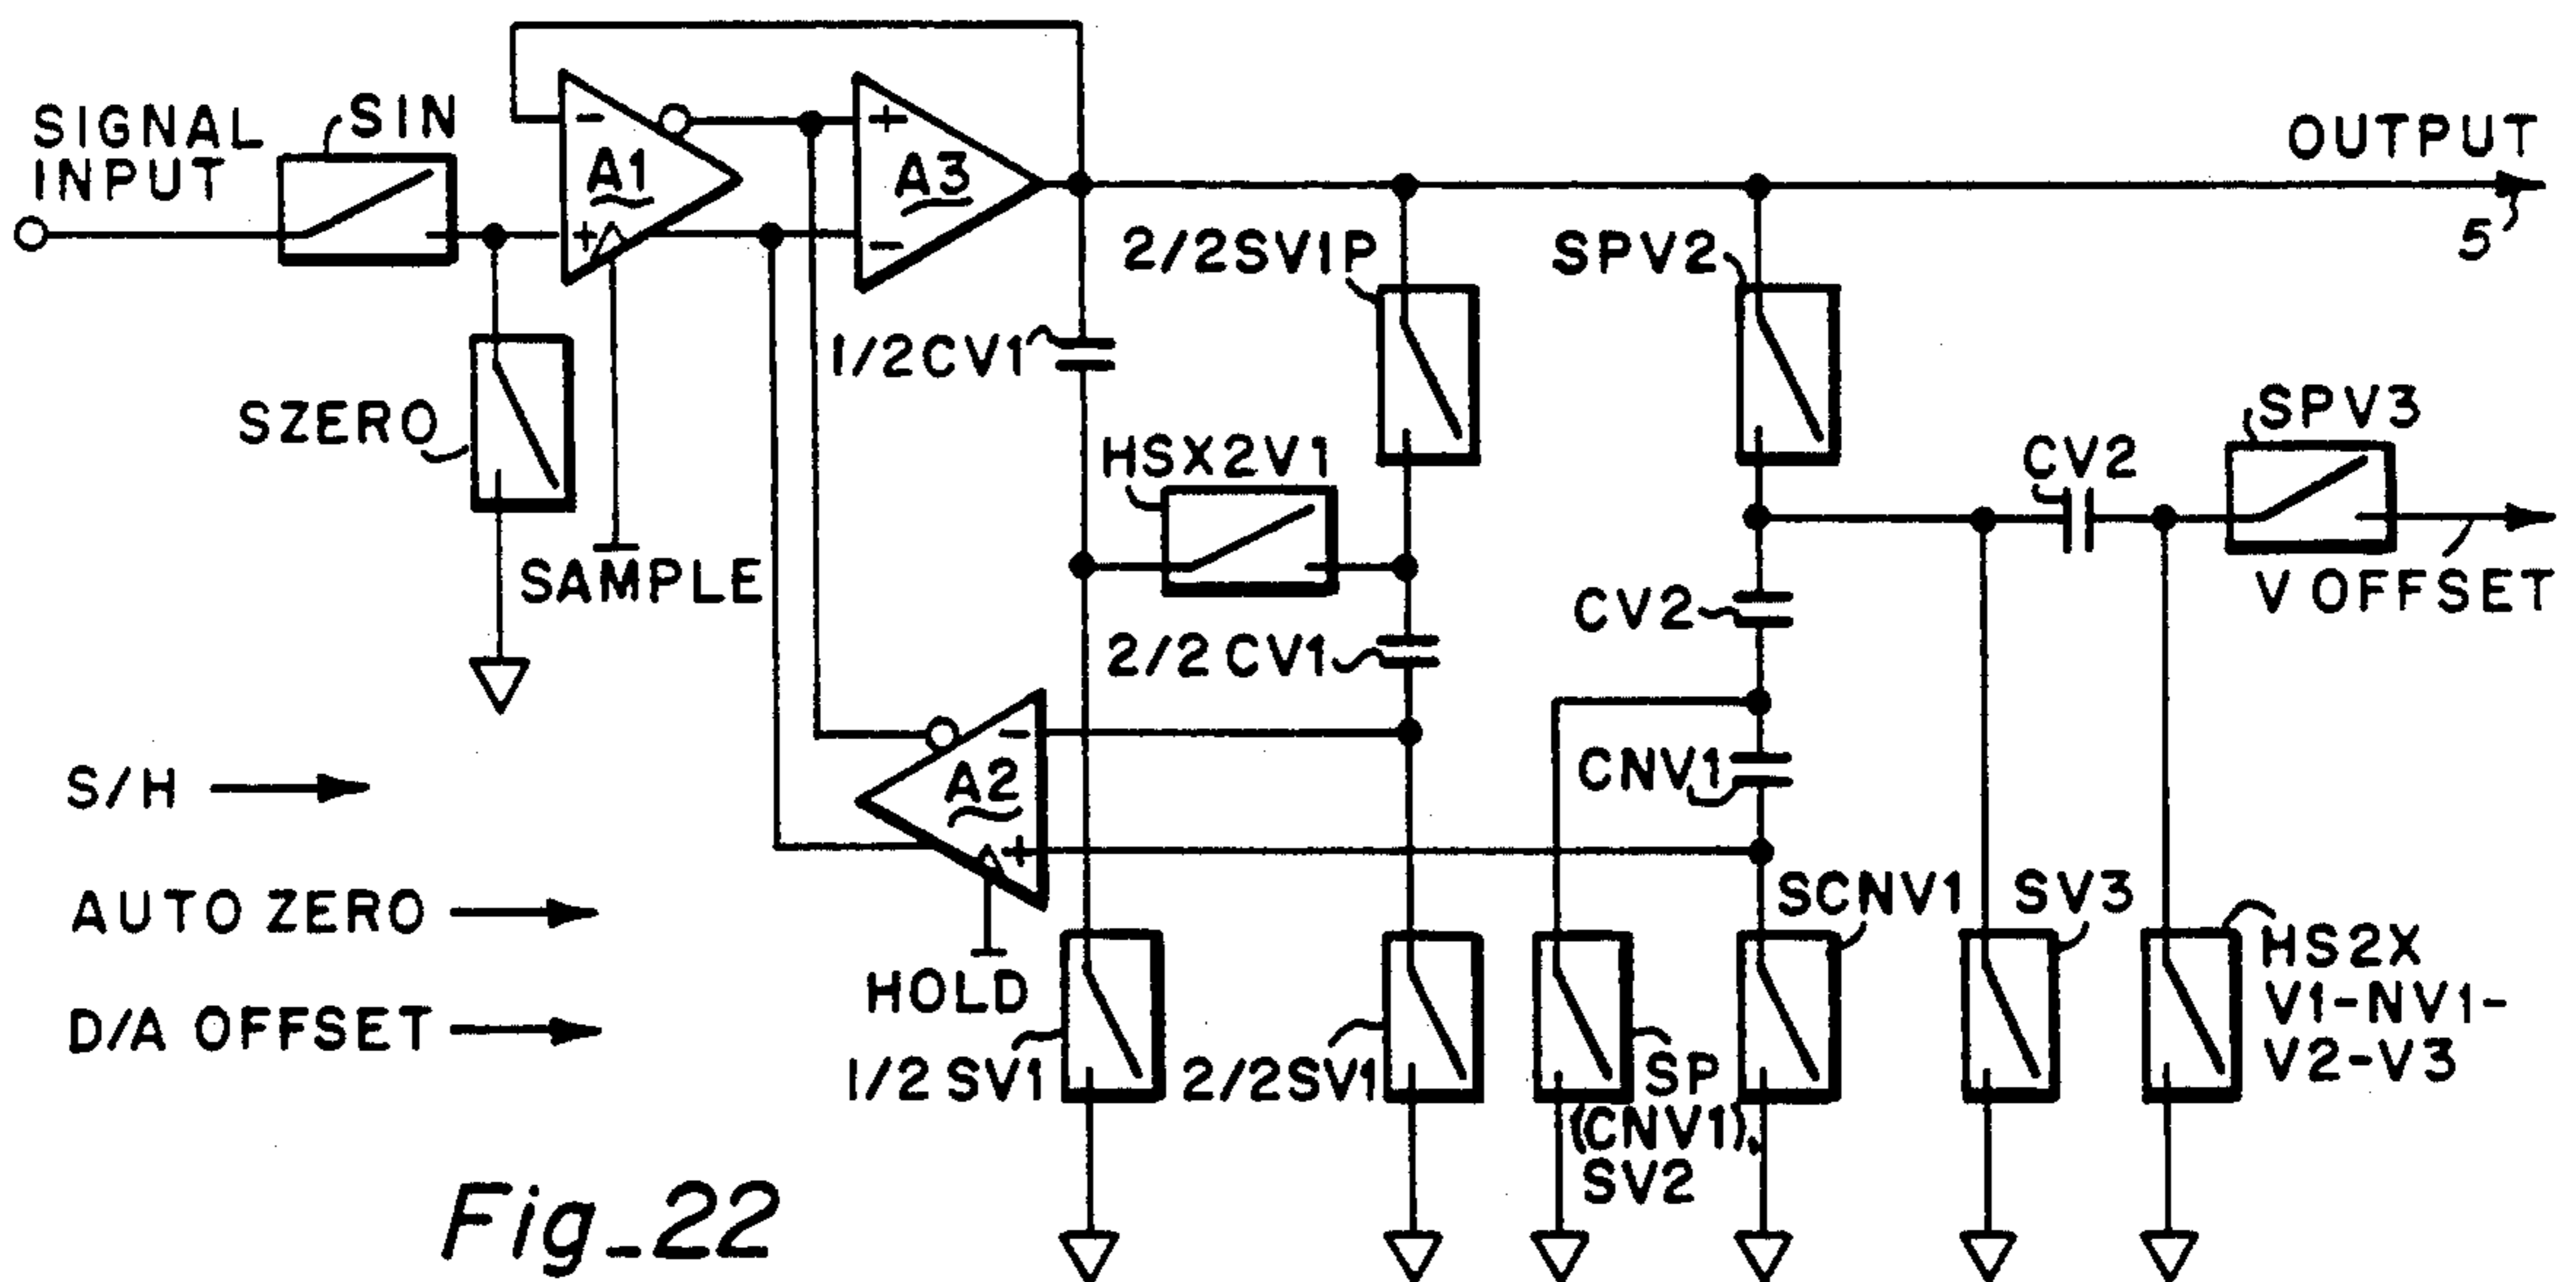 SIGNAL
INPUT
SIN
A1
- +
A3
+ -
OUTPUT
5
2/2SV1P
SPV2
1/2CV1
SZERO
SAMPLE
HSX2V1
SPV3
CV2
V OFFSET
CV2
2/2 CV1
CNV1
A2
- +
S/H
AUTO ZERO
D/A OFFSET
HOLD
1/2 SV1
2/2SV1
SP
(CNV1),
SV2
SCNV1
SV3
HS2X
V1-NV1-
V2-V3
Fig_22